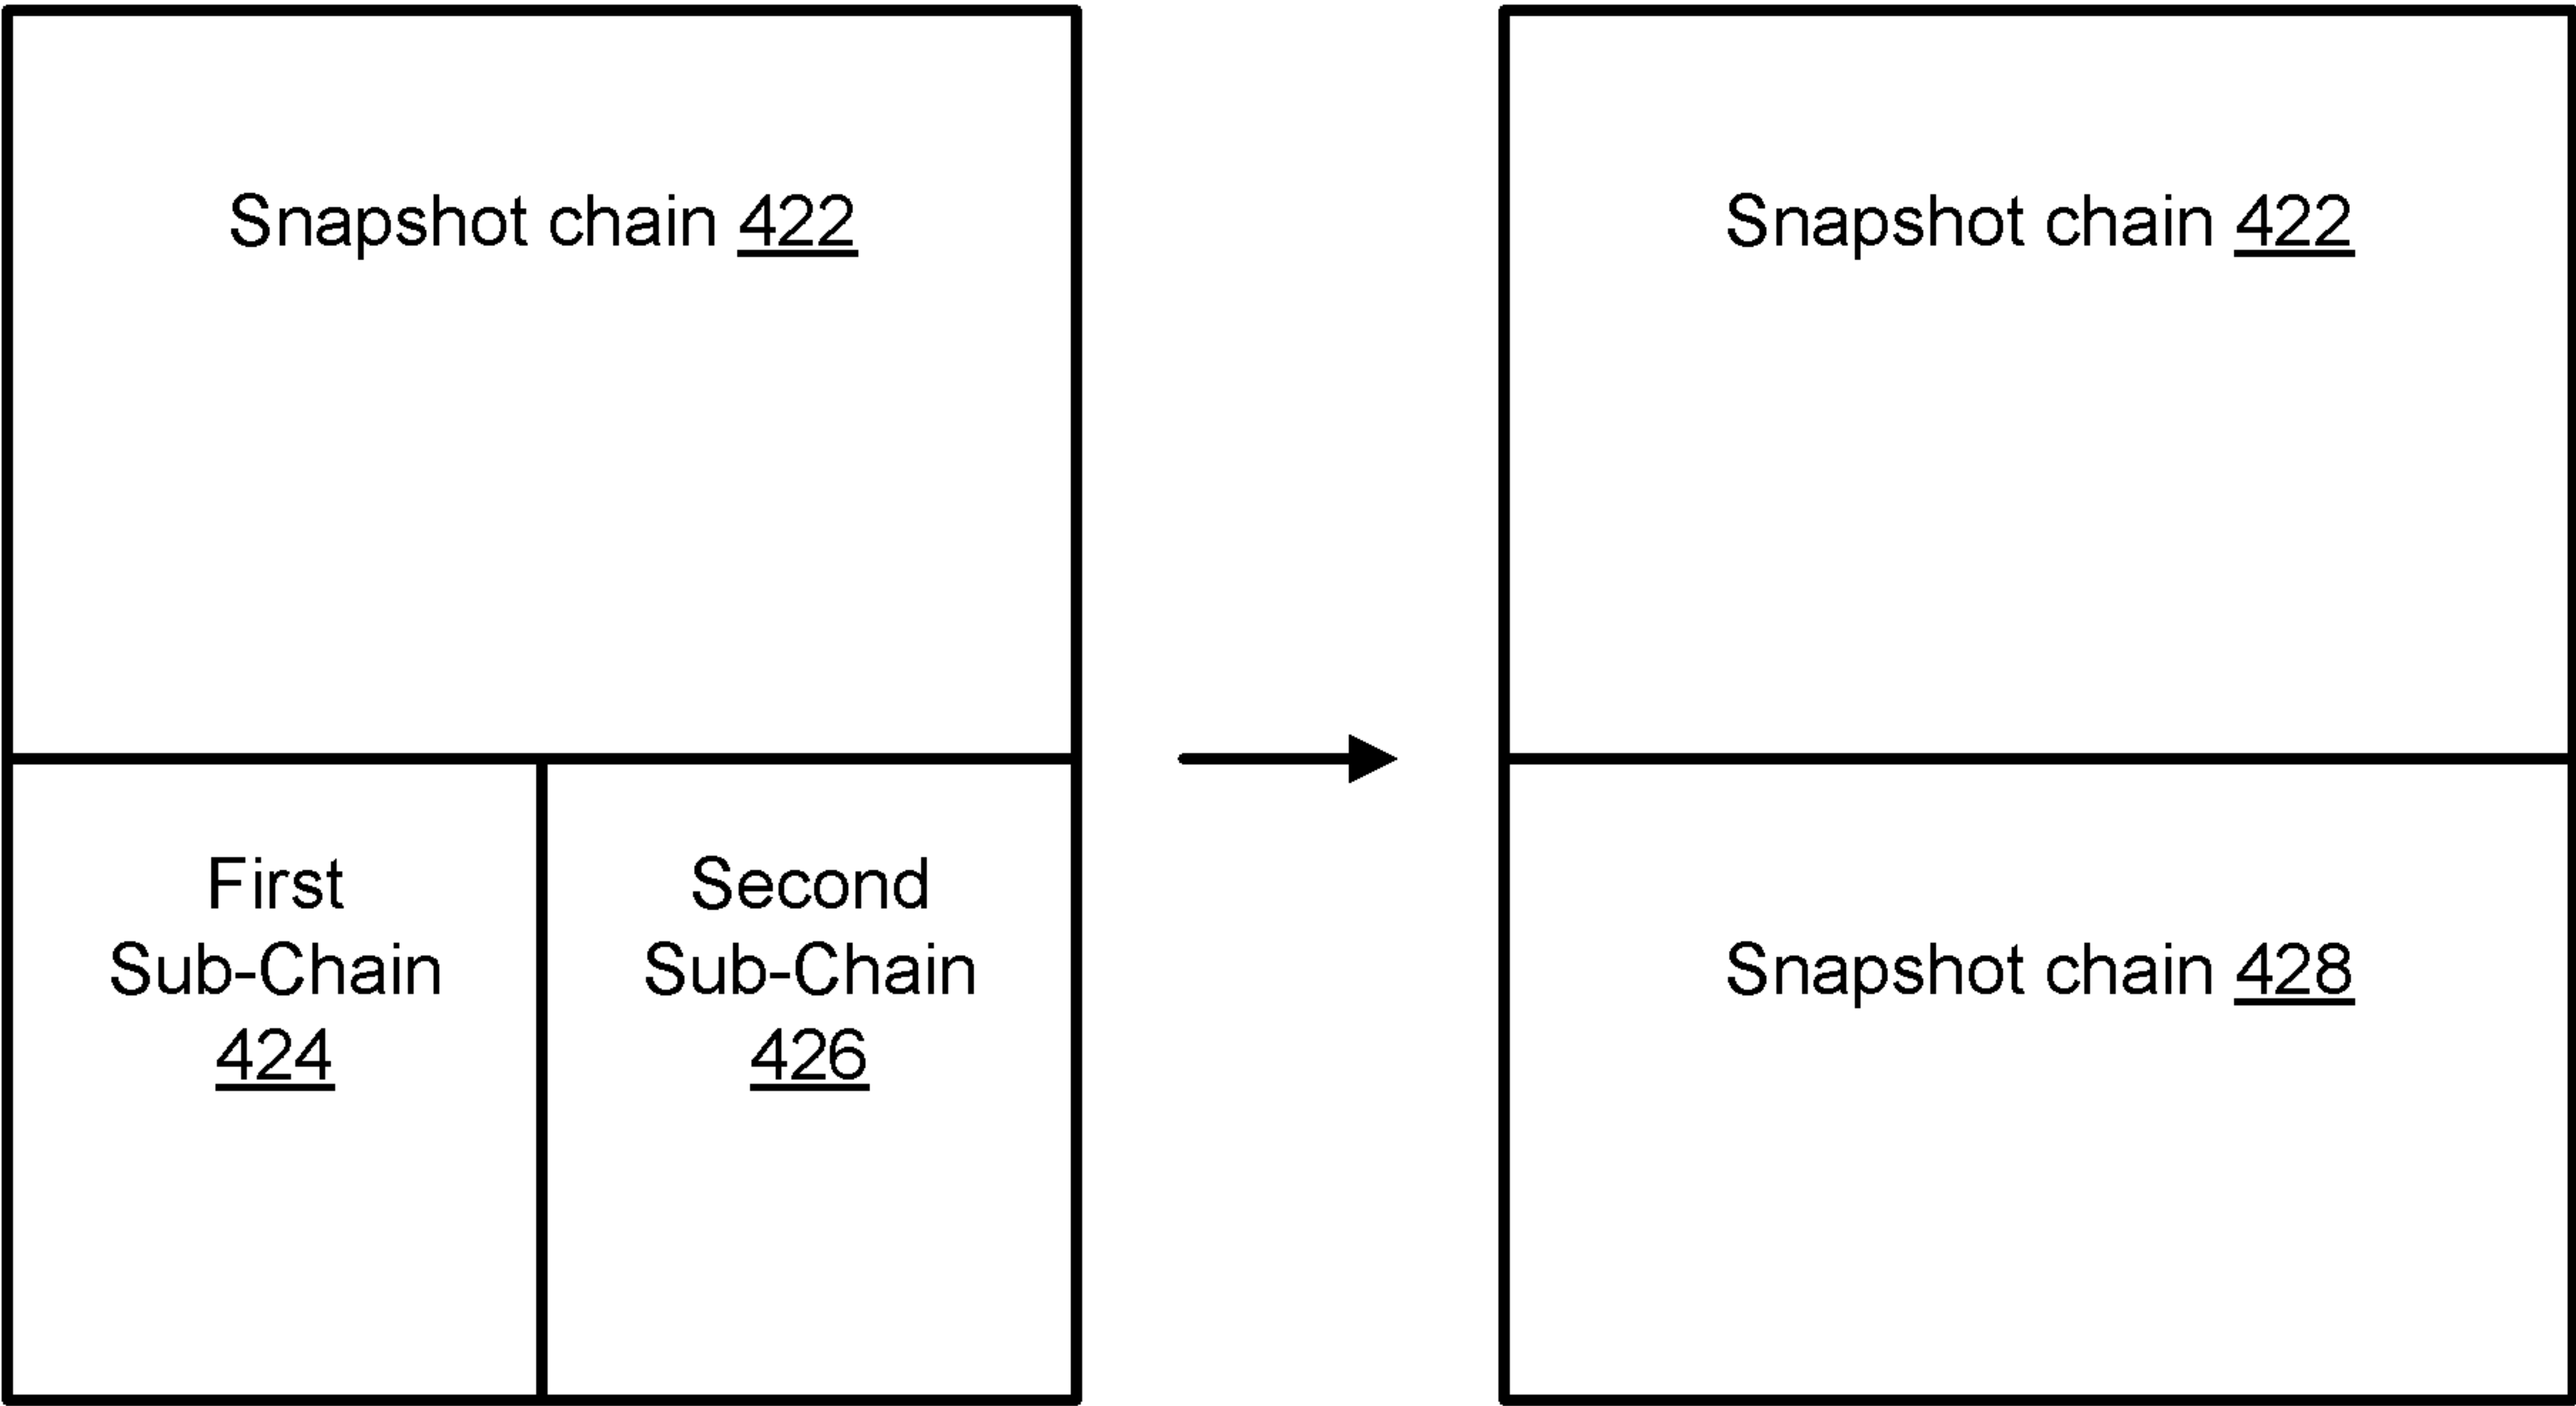 Snapshot chain 422
First
Sub-Chain
424
Second
Sub-Chain
426
Snapshot chain 422
Snapshot chain 428